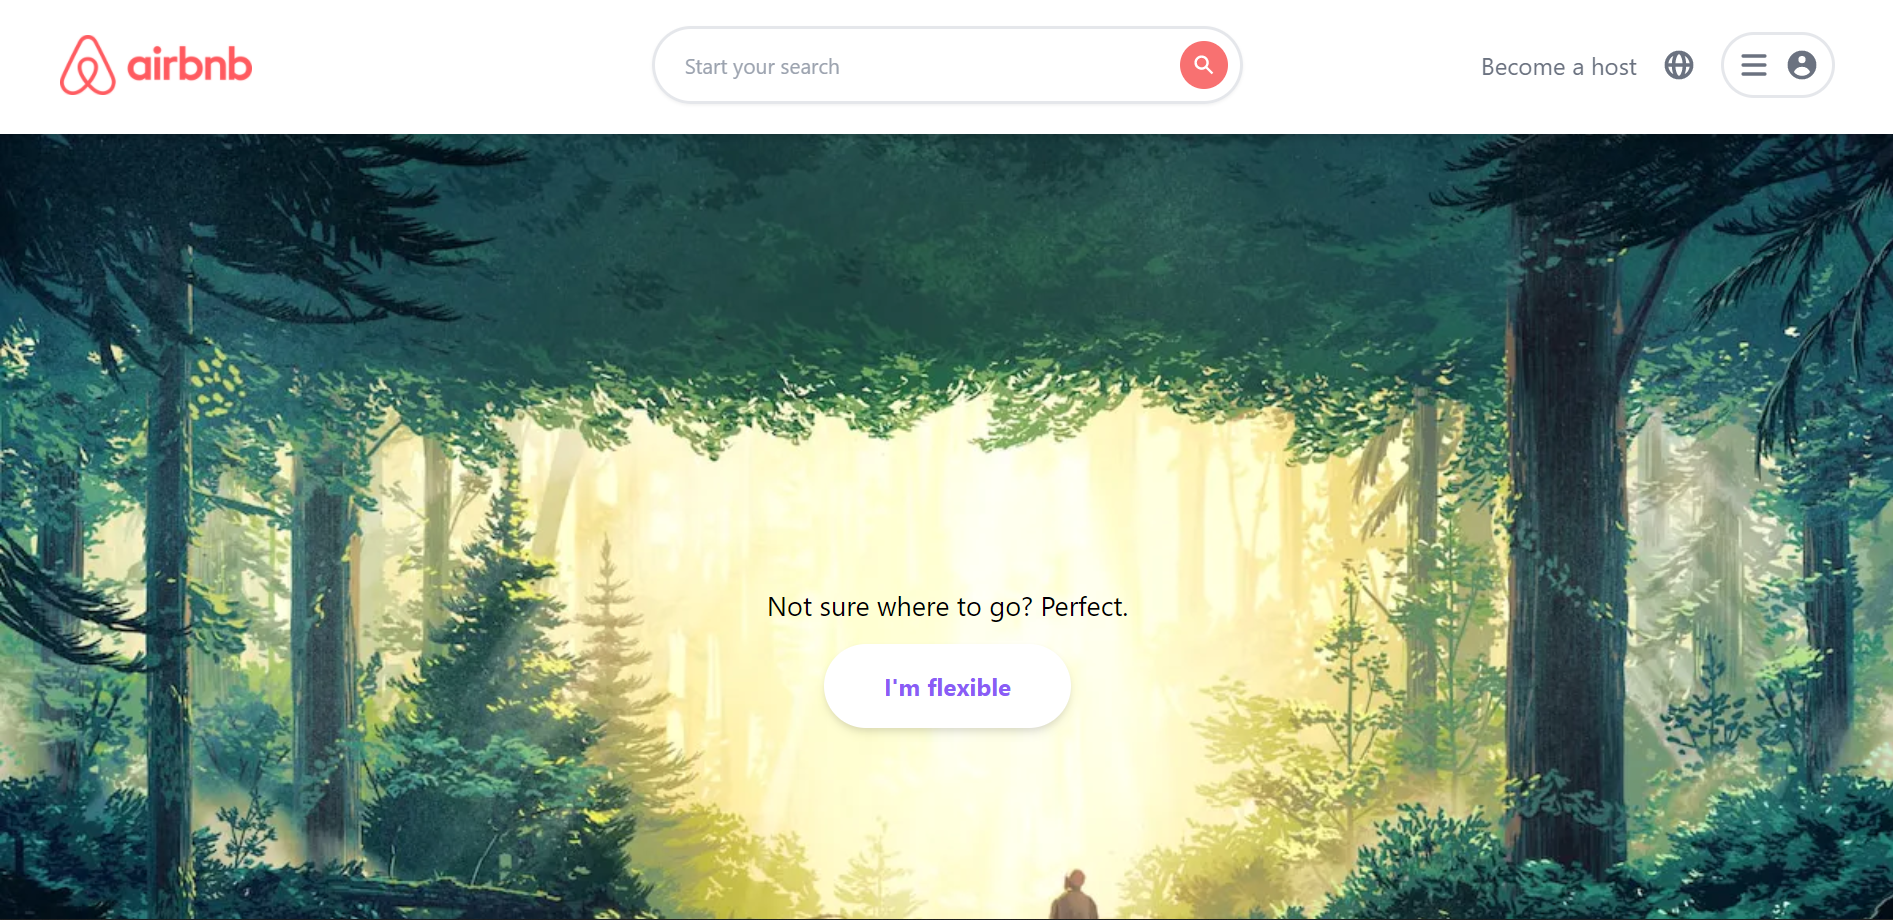 airbnb
Start your search
Become a host
Not sure where to go? Perfect.
I'm flexible